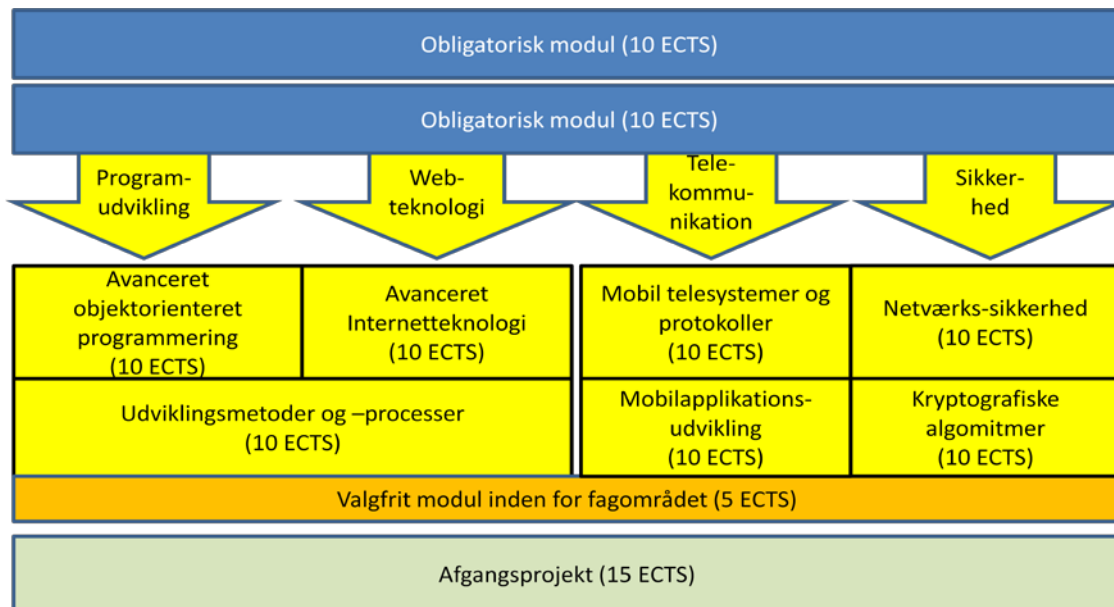 Obligatorisk modul (10 ECTS)
Obligatorisk modul (10 ECTS)
Program-
udvikling
Web-
teknologi
Tele-
kommu-
nikation
Sikker-
hed
Avanceret
objektorienteret
programmering
(10 ECTS)
Avanceret
Internetteknologi
(10 ECTS)
Mobil telesystemer og
protokoller
(10 ECTS)
Netværks-sikkerhed
(10 ECTS)
Udviklingsmetoder og –processer
(10 ECTS)
Mobilapplikations-
udvikling
(10 ECTS)
Kryptografiske
algomitmer
(10 ECTS)
Valgfrit modul inden for fagområdet (5 ECTS)
Afgangsprojekt (15 ECTS)